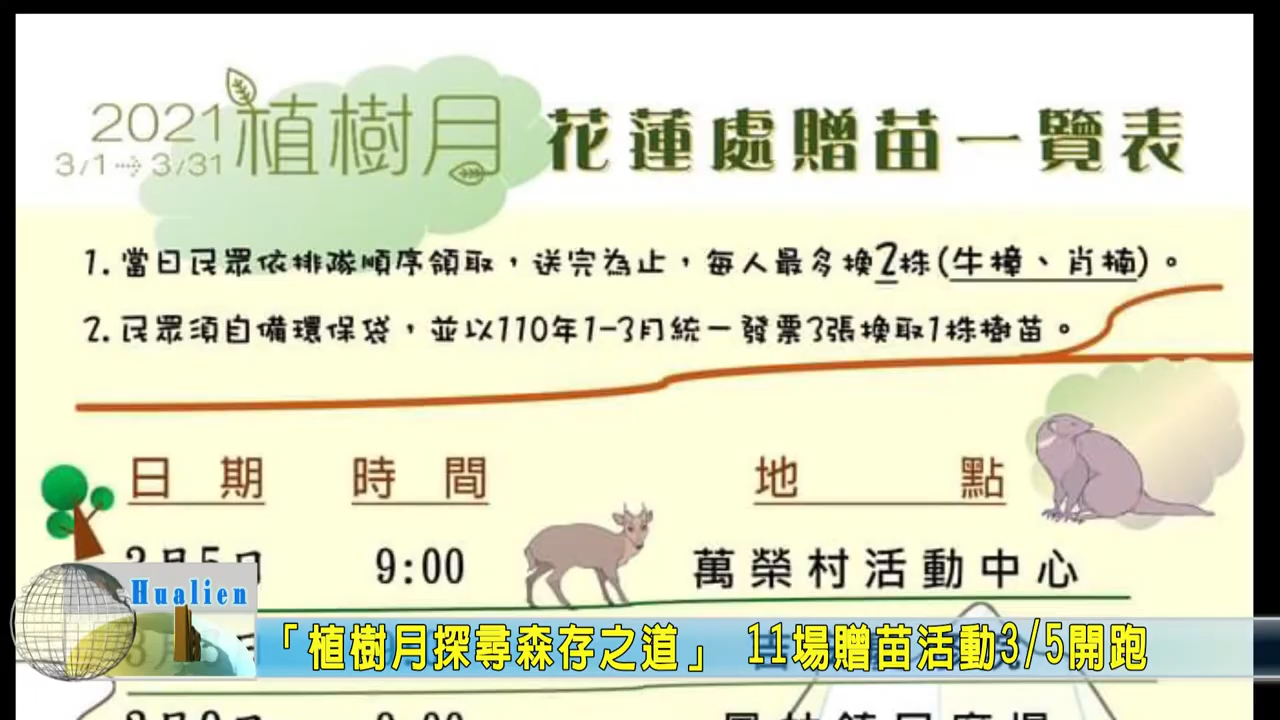 2021
3/1 3/31
植樹月
花蓮處贈苗一覽表
1.當日民眾依排隊順序領取，送完為止，每人最多換2株(牛樟、肖楠)。
2.民眾須自備環保袋，並以110年1-3月統一發票3張換取1株樹苗。
日期 時間 地點
3月5日 9:00 萬榮村活動中心
Hualien
「植樹月探尋森存之道」 11場贈苗活動3/5開跑